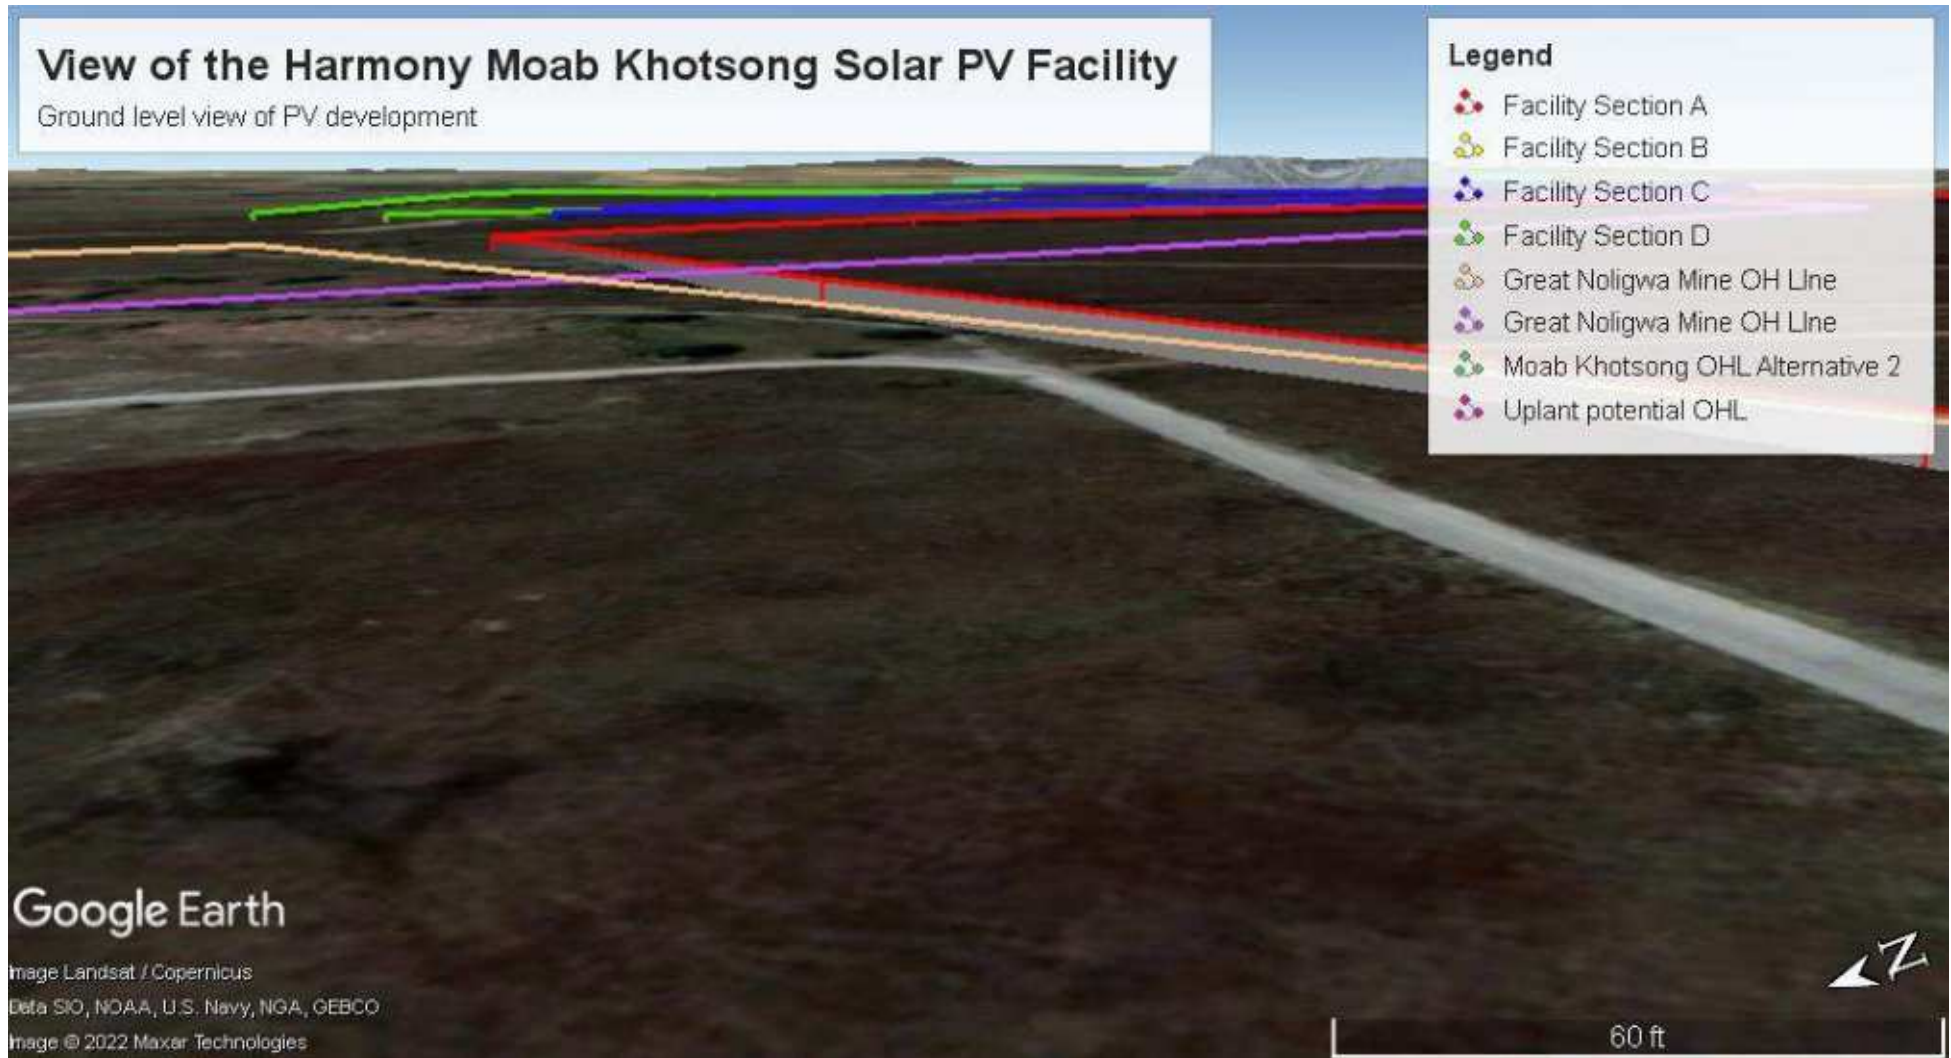 View of the Harmony Moab Khotsong Solar PV Facility
Ground level view of PV development
Legend
Facility Section A
Facility Section B
Facility Section C
Facility Section D
Great Noligwa Mine OH LIne
Great Noligwa Mine OH LIne
Moab Khotsong OHL Alternative 2
Uplant potential OHL
Google Earth
Image Landsat / Copernicus
Data SIO, NOAA, U.S. Navy, NGA, GEBCO
Image © 2022 Maxar Technologies
N
60 ft